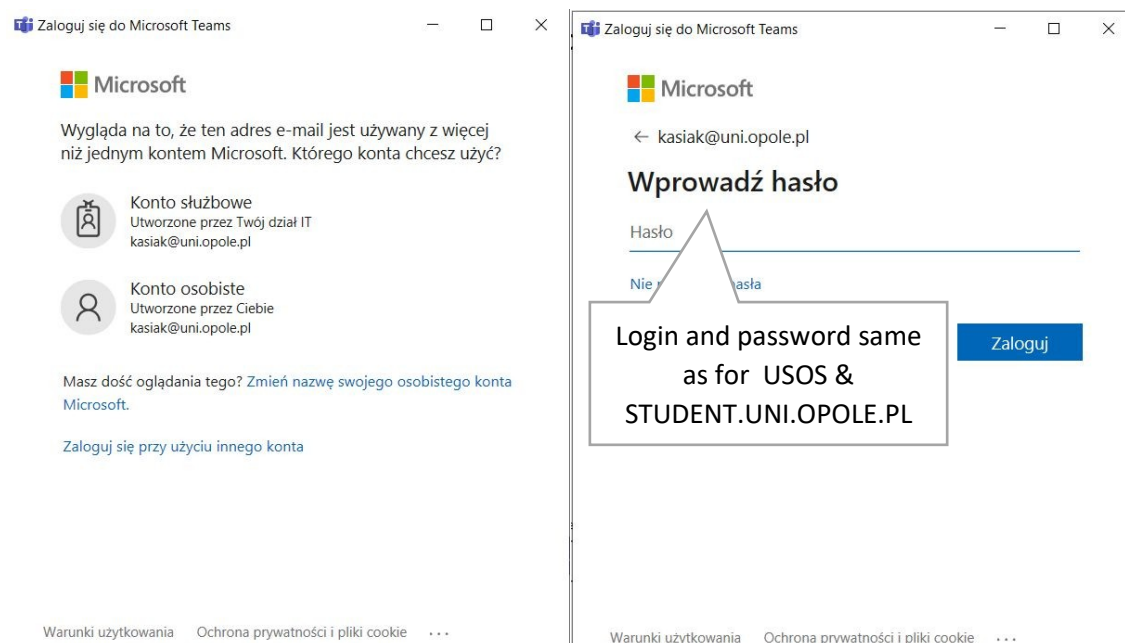 Zaloguj się do Microsoft Teams
Microsoft
Wygląda na to, że ten adres e-mail jest używany z więcej
niż jednym kontem Microsoft. Którego konta chcesz użyć?
Konto służbowe
Utworzone przez Twój dział IT
kasiak@uni.opole.pl
Konto osobiste
Utworzone przez Ciebie
kasiak@uni.opole.pl
Masz dość oglądania tego? Zmień nazwę swojego osobistego konta
Microsoft.
Zaloguj się przy użyciu innego konta
Warunki użytkowania Ochrona prywatności i pliki cookie ...
Zaloguj się do Microsoft Teams
Microsoft
← kasiak@uni.opole.pl
Wprowadź hasło
Hasło
Nie
Login and password same
as for USOS &
STUDENT.UNI.OPOLE.PL
Zaloguj
Warunki użytkowania Ochrona prywatności i pliki cookie ...